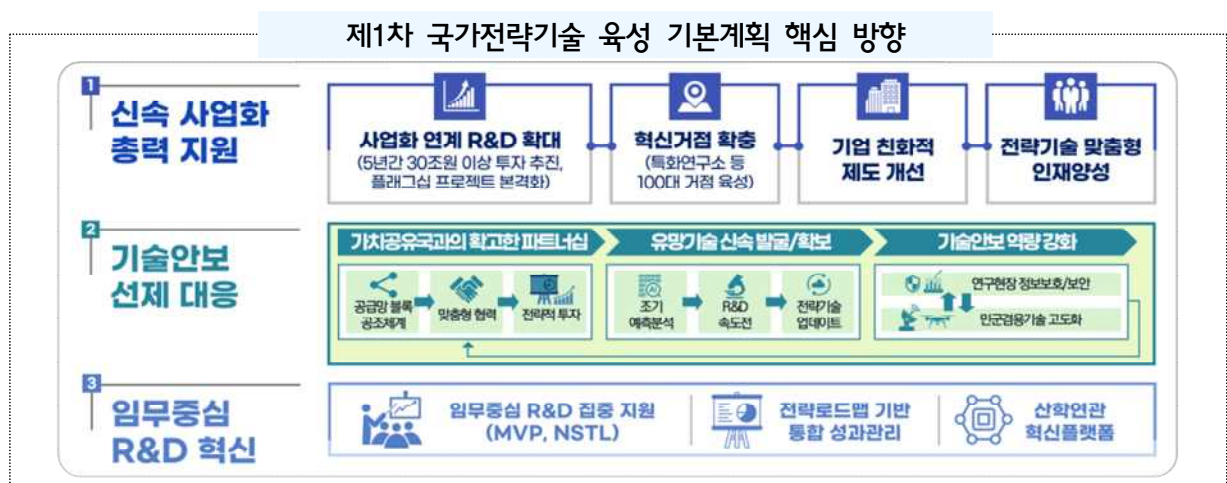 제1차 국가전략기술 육성 기본계획 핵심 방향
1
신속 사업화
총력 지원
사업화 연계 R&D 확대
(5년간 30조원 이상 투자 추진,
플래그십 프로젝트 본격화)
혁신거점 확충
(특화연구소 등
100대 거점 육성)
기업 친화적
제도 개선
전략기술 맞춤형
인재양성
2
기술안보
선제 대응
가치공유국과의 확고한 파트너십
공급망 블록
공조체계
맞춤형 협력
전략적 투자
유망기술 신속 발굴/확보
조기
예측분석
R&D
속도전
전략기술
업데이트
기술안보 역량 강화
연구현장 정보보호/보안
민군겸용기술 고도화
3
임무중심
R&D 혁신
임무중심 R&D 집중 지원
(MVP, NSTL)
전략로드맵 기반
통합 성과관리
산학연관
혁신플랫폼